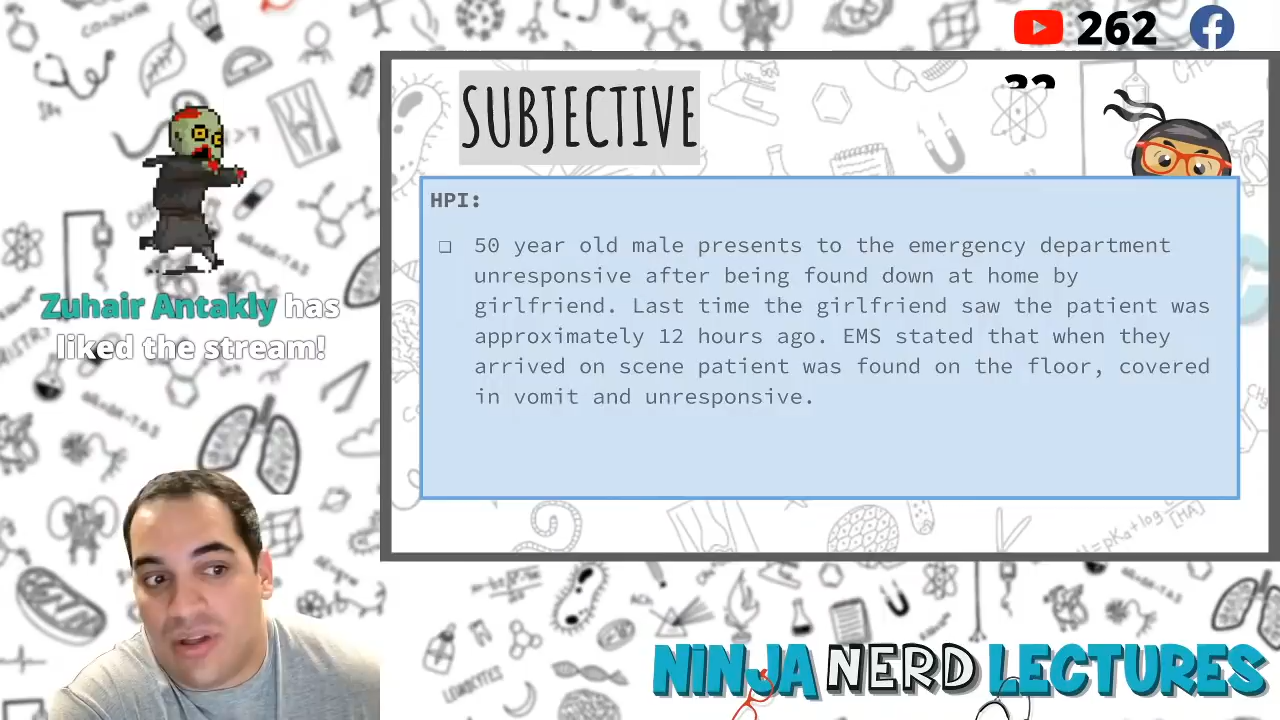 262
SUBJECTIVE
HPI:
❏ 50 year old male presents to the emergency department
unresponsive after being found down at home by
girlfriend. Last time the girlfriend saw the patient was
approximately 12 hours ago. EMS stated that when they
arrived on scene patient was found on the floor, covered
in vomit and unresponsive.
Zuhair Antakly has
liked the stream!
NINJA NERD LECTURES